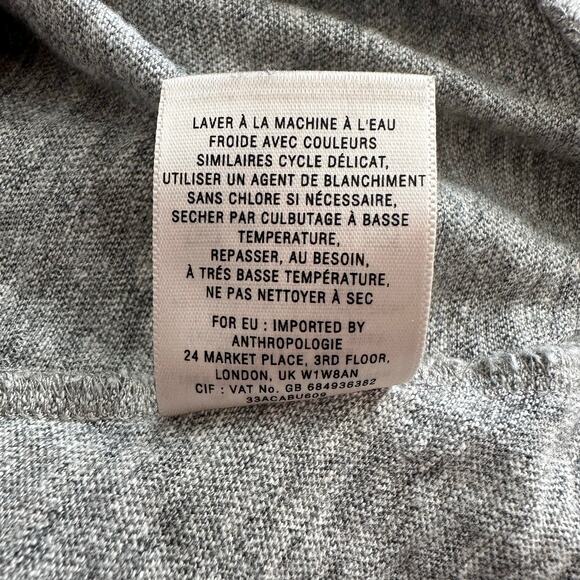 LAVER À LA MACHINE À L'EAU
FROIDE AVEC COULEURS
SIMILAIRES CYCLE DÉLICAT,
UTILISER UN AGENT DE BLANCHIMENT
SANS CHLORE SI NÉCESSAIRE,
SECHER PAR CULBUTAGE À BASSE
TEMPERATURE,
REPASSER, AU BESOIN,
À TRÉS BASSE TEMPÉRATURE,
NE PAS NETTOYER À SEC
FOR EU : IMPORTED BY
ANTHROPOLOGIE
24 MARKET PLACE, 3RD FLOOR,
LONDON, UK W1W8AN
CIF : VAT No. GB 684936382
33ACABU609